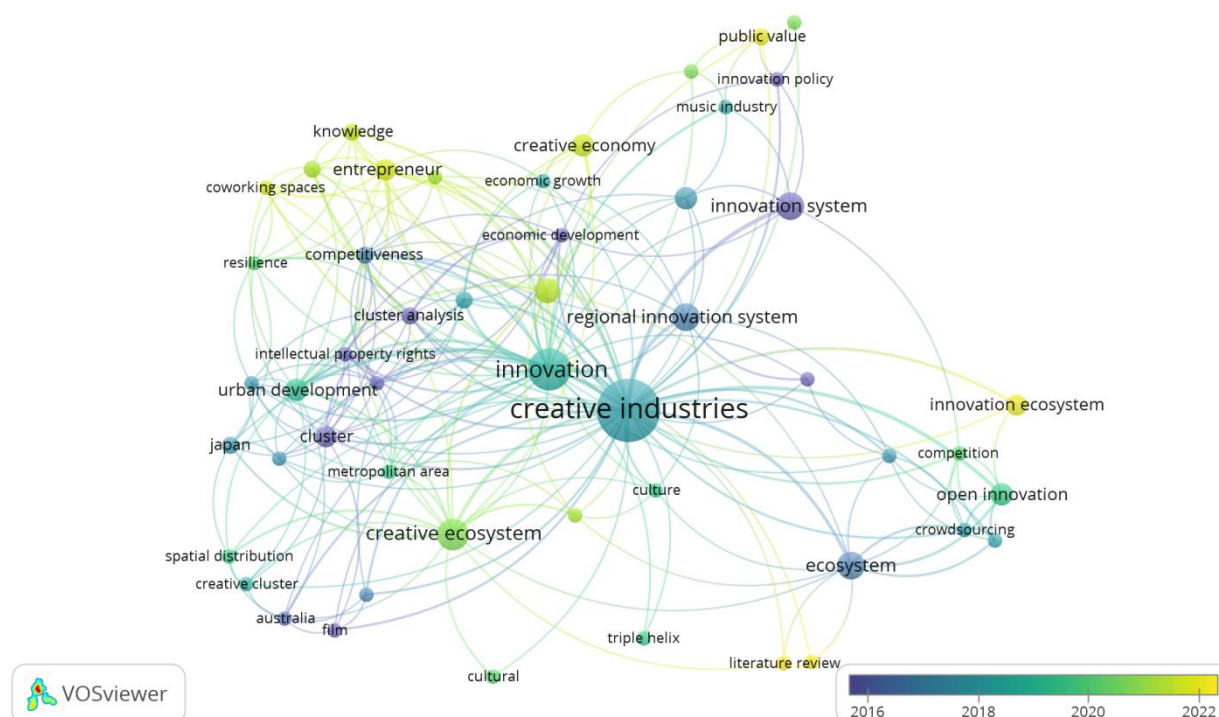 public value
innovation policy
music industry
knowledge
creative economy
entrepreneur
economic growth
coworking spaces
innovation system
economic development
competitiveness
resilience
cluster analysis
regional innovation system
intellectual property rights
innovation
urban development
creative industries
innovation ecosystem
cluster
japan
competition
metropolitan area
culture
open innovation
creative ecosystem
crowdsourcing
spatial distribution
ecosystem
creative cluster
australia
film
triple helix
literature review
cultural
VOSviewer
2016 2018 2020 2022